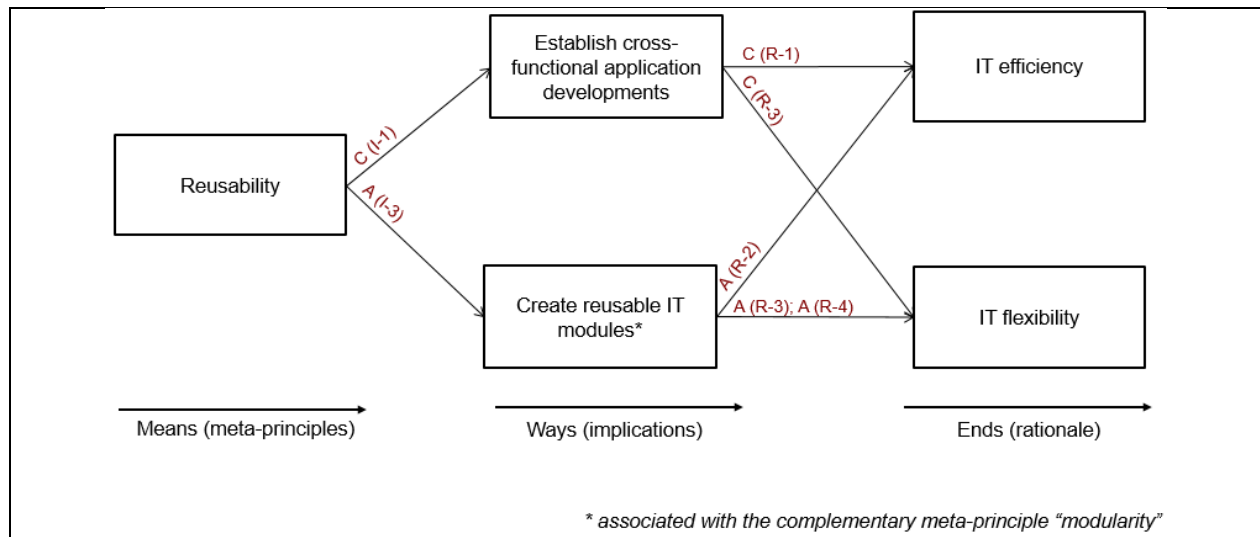 Establish cross-
functional application
developments
C (R-1)
IT efficiency
C (R-3)
C (I-1)
Reusability
A (I-3)
A (R-2)
Create reusable IT
modules*
A (R-3); A (R-4)
IT flexibility
Means (meta-principles)
Ways (implications)
Ends (rationale)
* associated with the complementary meta-principle “modularity”